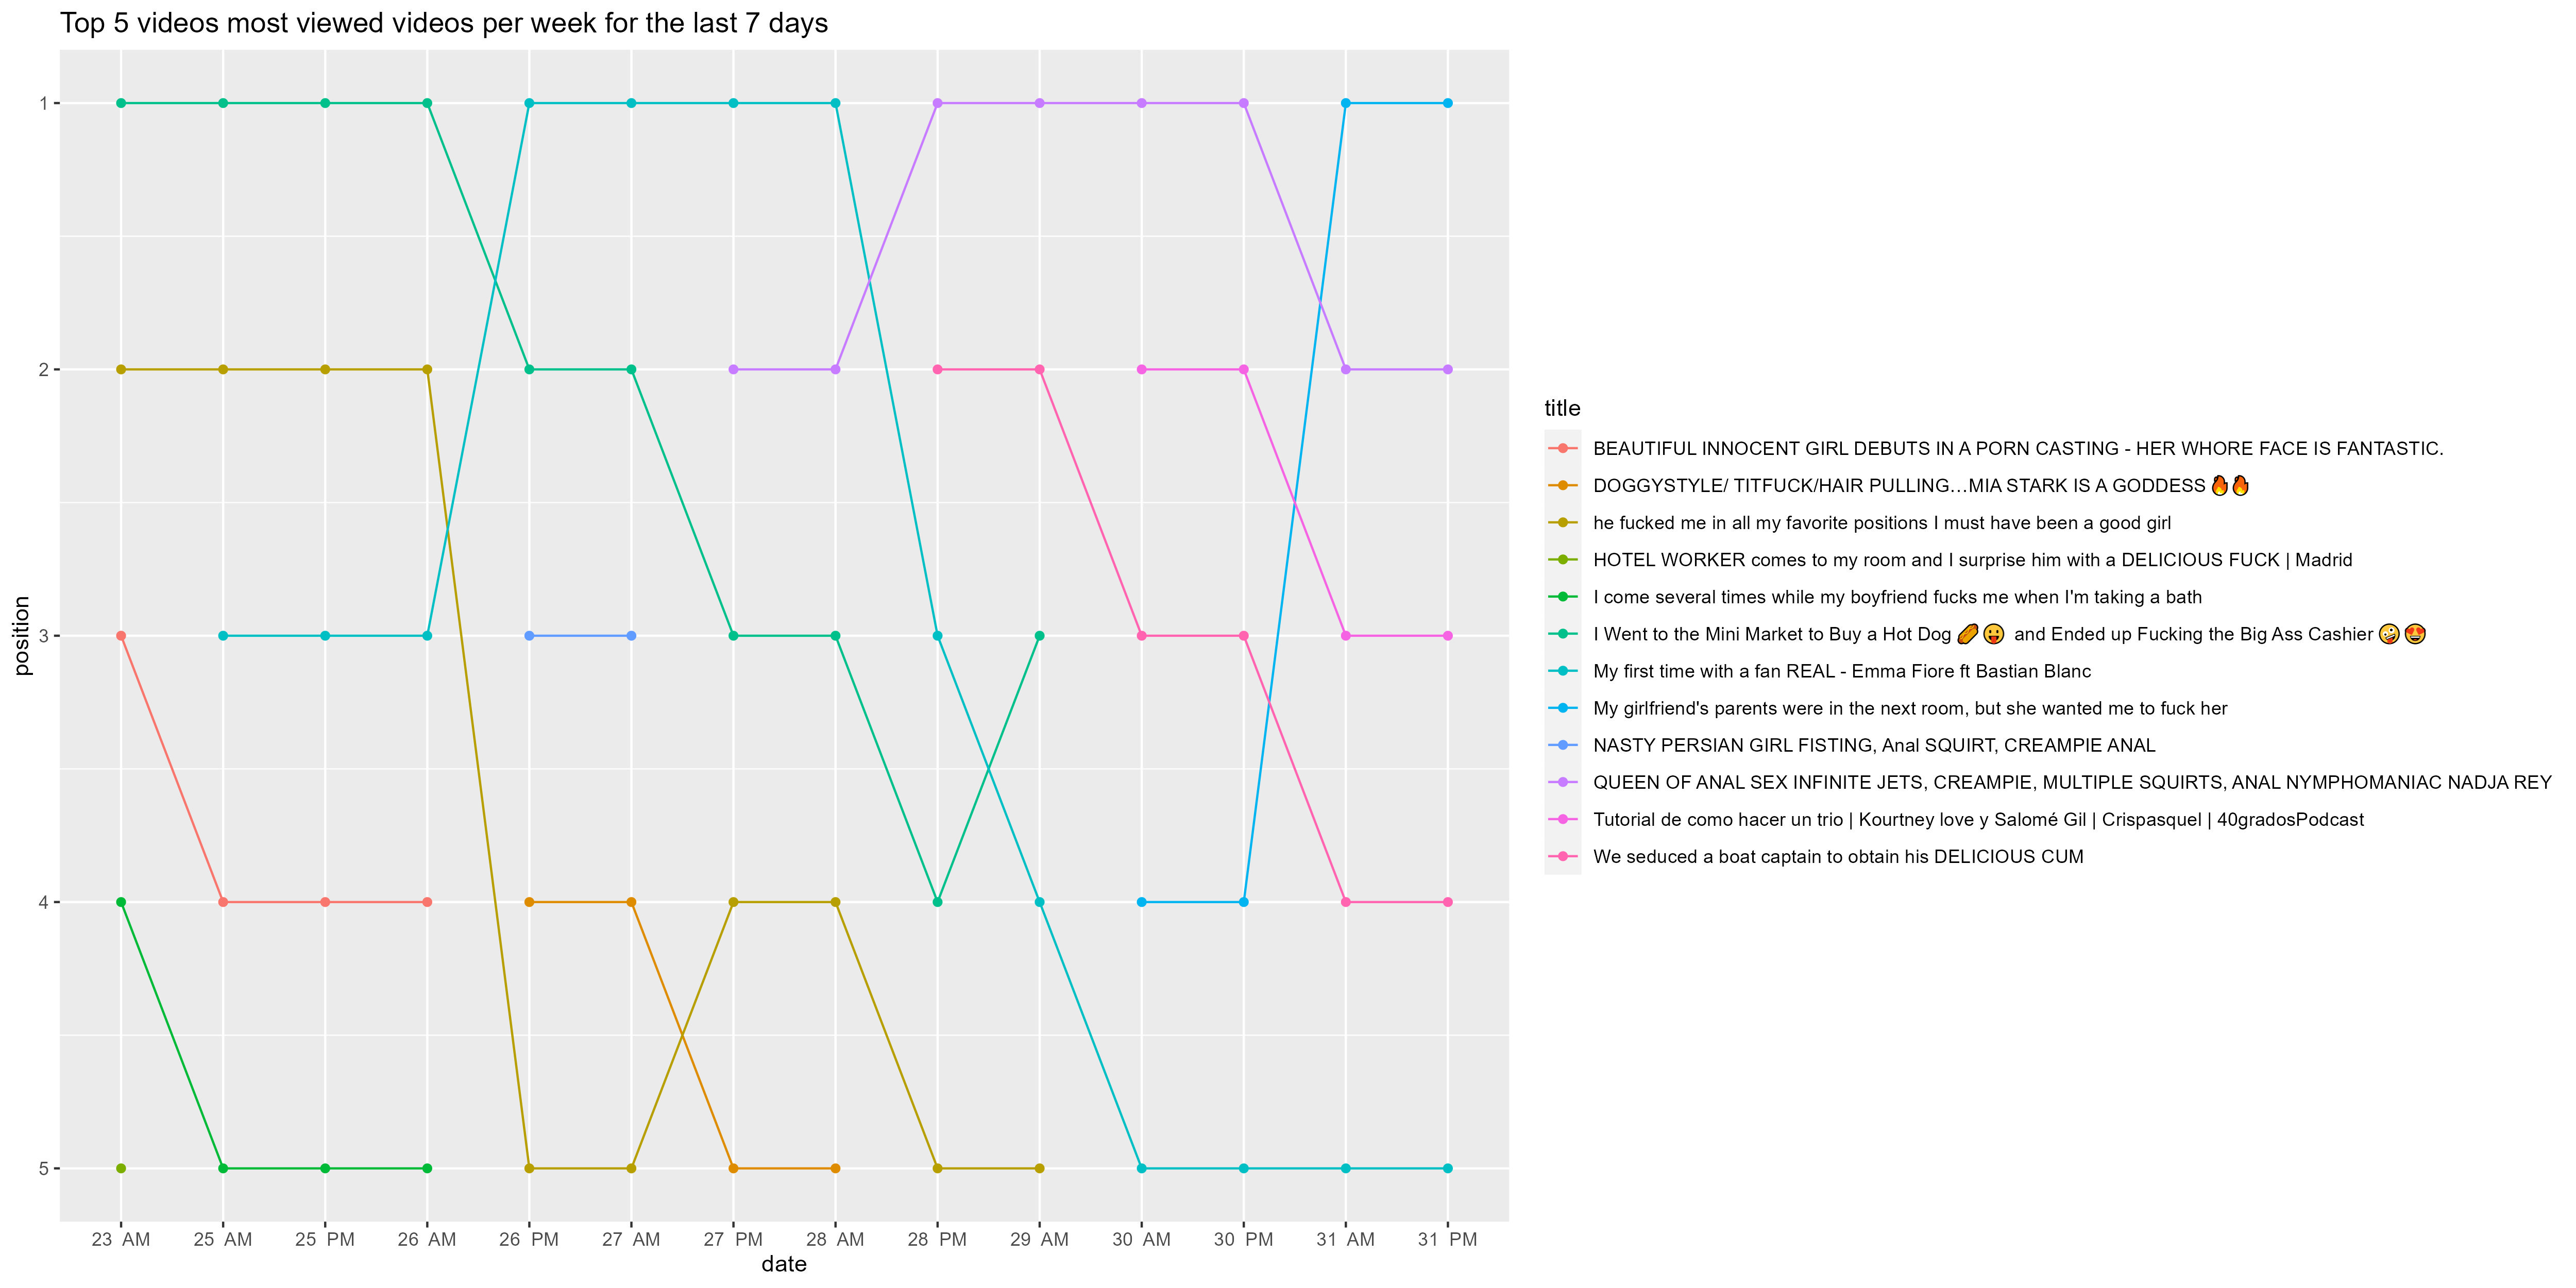 Top 5 videos most viewed videos per week for the last 7 days
position
1
2
3
4
5
23 AM
25 AM
25 PM
26 AM
26 PM
27 AM
27 PM
28 AM
28 PM
29 AM
30 AM
30 PM
31 AM
31 PM
date
title
BEAUTIFUL INNOCENT GIRL DEBUTS IN A PORN CASTING - HER WHORE FACE IS FANTASTIC.
DOGGYSTYLE/ TITFUCK/HAIR PULLING…MIA STARK IS A GODDESS 🔥🔥
he fucked me in all my favorite positions I must have been a good girl
HOTEL WORKER comes to my room and I surprise him with a DELICIOUS FUCK | Madrid
I come several times while my boyfriend fucks me when I'm taking a bath
I Went to the Mini Market to Buy a Hot Dog 🌭😛 and Ended up Fucking the Big Ass Cashier 🤪😍
My first time with a fan REAL - Emma Fiore ft Bastian Blanc
My girlfriend's parents were in the next room, but she wanted me to fuck her
NASTY PERSIAN GIRL FISTING, Anal SQUIRT, CREAMPIE ANAL
QUEEN OF ANAL SEX INFINITE JETS, CREAMPIE, MULTIPLE SQUIRTS, ANAL NYMPHOMANIAC NADJA REY
Tutorial de como hacer un trio | Kourtney love y Salomé Gil | Crispasquel | 40gradosPodcast
We seduced a boat captain to obtain his DELICIOUS CUM